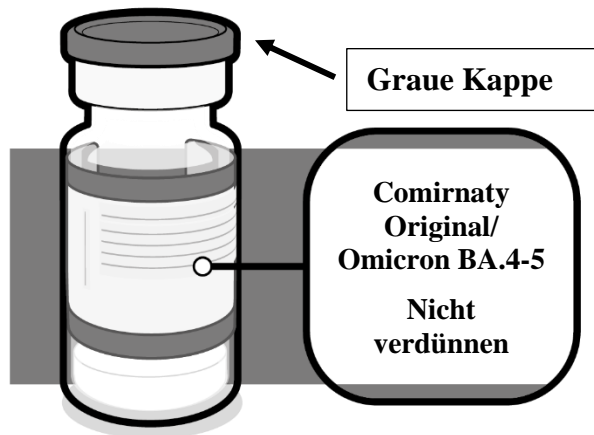 Graue Kappe
Comirnaty
Original/
Omicron BA.4-5
Nicht
verdünnen